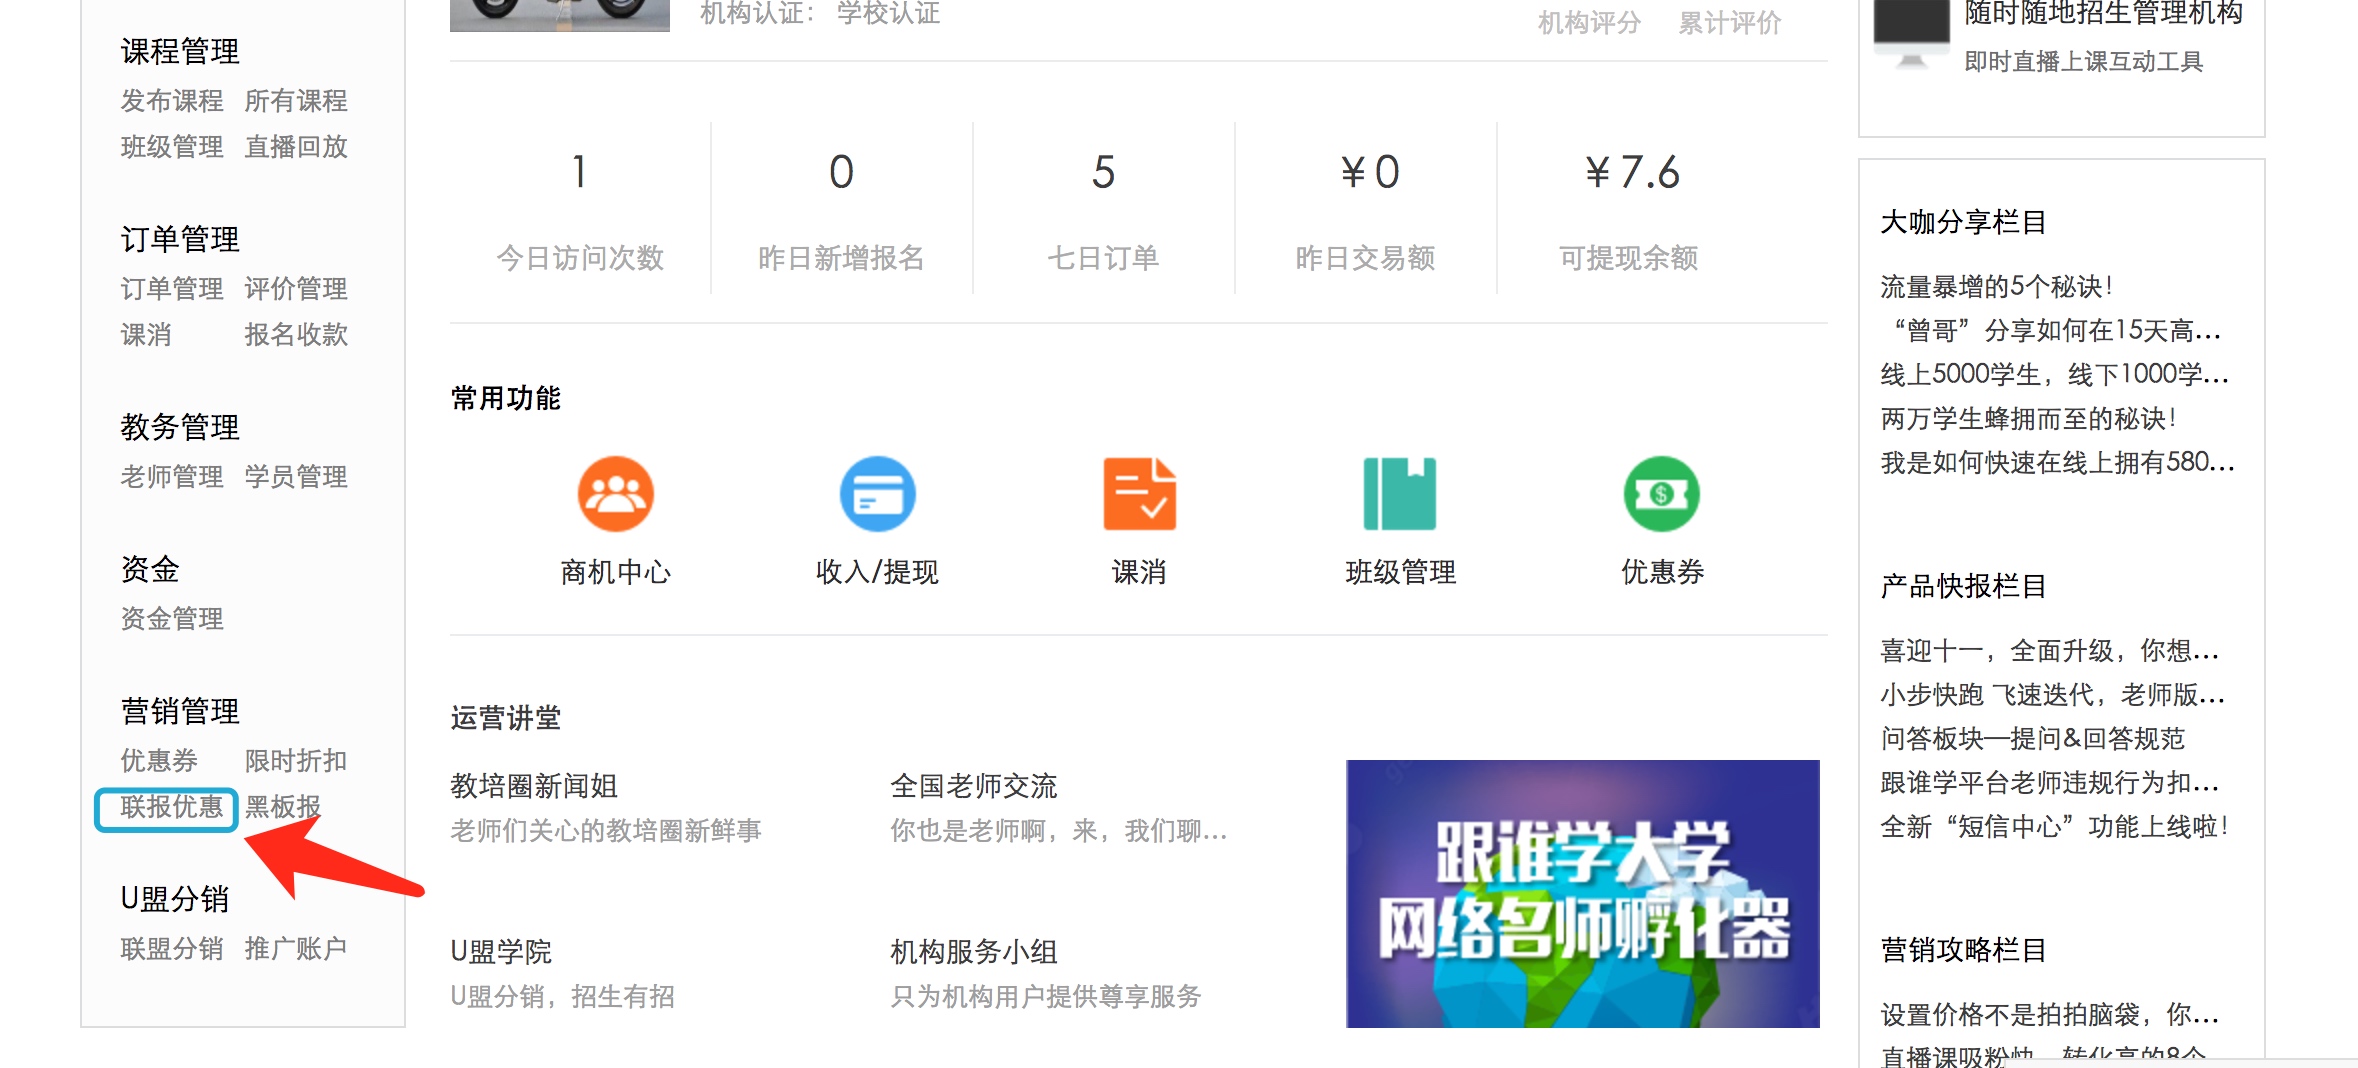 课程管理
发布课程 所有课程
班级管理 直播回放
订单管理
订单管理 评价管理
课消 报名收款
教务管理
老师管理 学员管理
资金
资金管理
营销管理
优惠券 限时折扣
联报优惠 黑板报
U盟分销
联盟分销 推广账户
机构认证： 学校认证
机构评分 累计评价
1
今日访问次数
0
昨日新增报名
5
七日订单
¥0
昨日交易额
¥7.6
可提现余额
常用功能
商机中心
收入/提现
课消
班级管理
优惠券
运营讲堂
教培圈新闻姐
老师们关心的教培圈新鲜事
全国老师交流
你也是老师啊，来，我们聊...
U盟学院
U盟分销，招生有招
机构服务小组
只为机构用户提供尊享服务
跟谁学大学
网络名师孵化器
随时随地招生管理机构
即时直播上课互动工具
大咖分享栏目
流量暴增的5个秘诀！
“曾哥”分享如何在15天高...
线上5000学生，线下1000学...
两万学生蜂拥而至的秘诀！
我是如何快速在线上拥有580...
产品快报栏目
喜迎十一，全面升级，你想...
小步快跑 飞速迭代，老师版...
问答板块—提问&回答规范
跟谁学平台老师违规行为扣...
全新“短信中心”功能上线啦！
营销攻略栏目
设置价格不是拍拍脑袋，你...
直播课吸粉快，转化高的8个